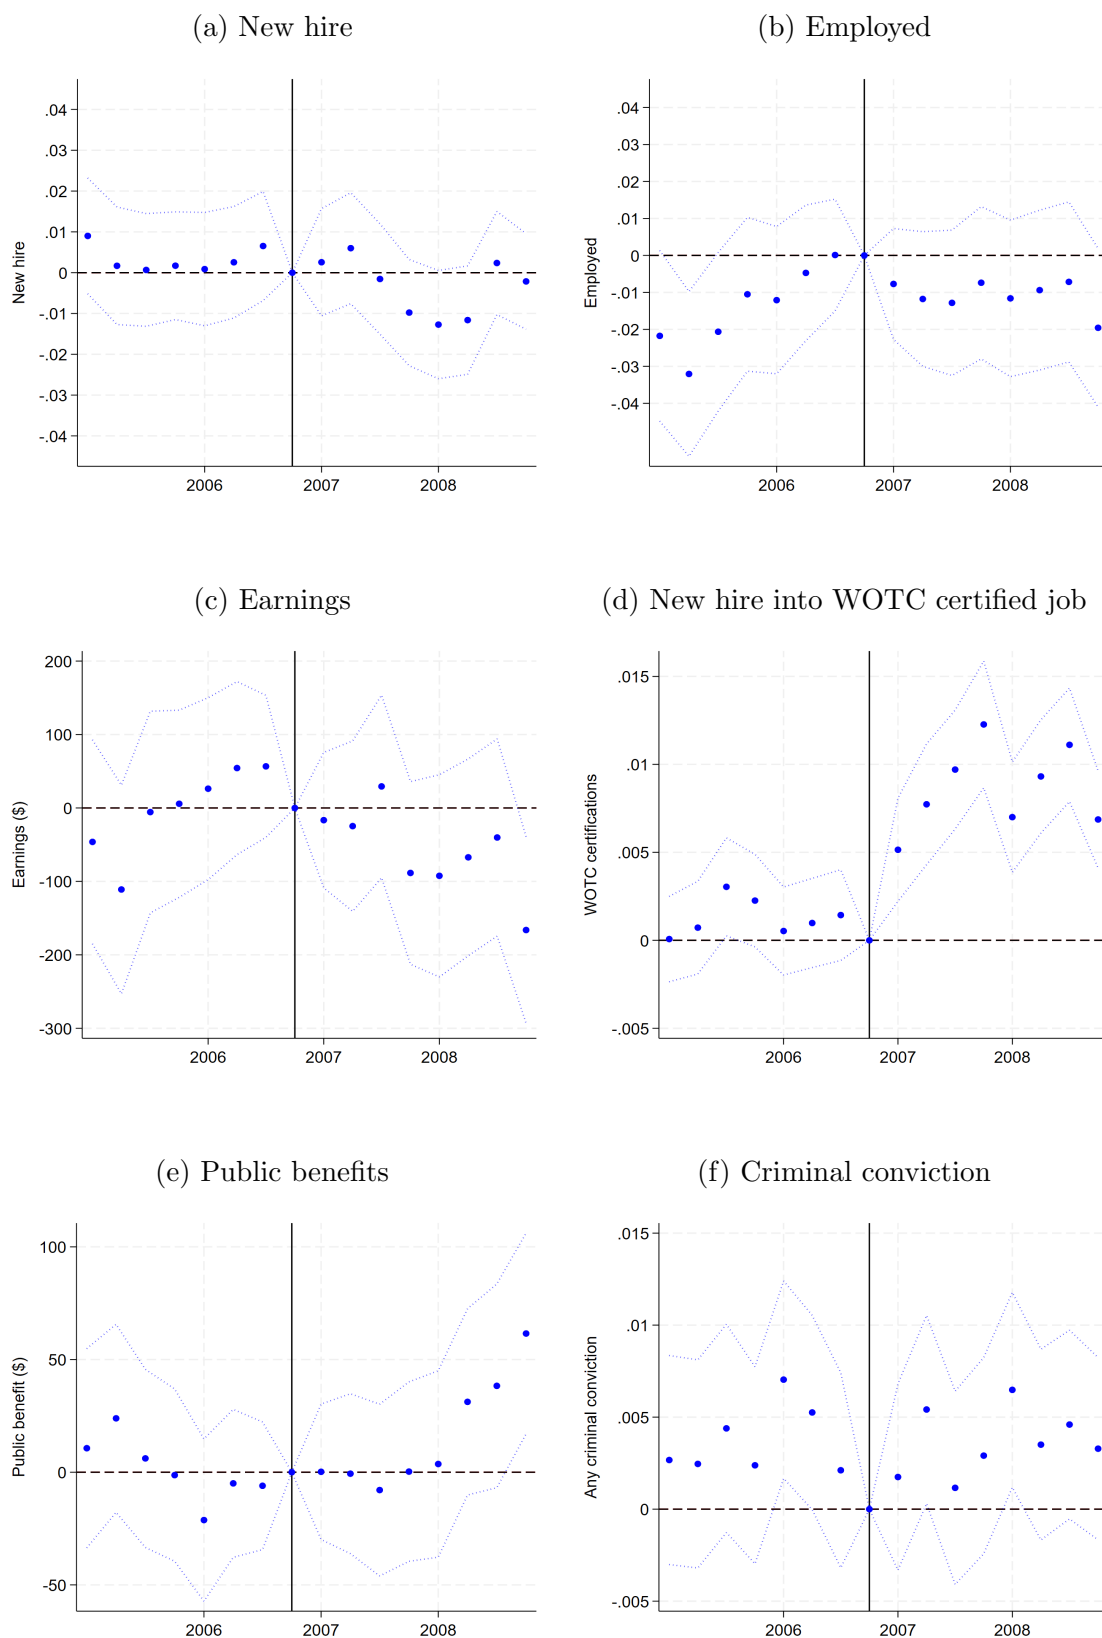 (a) New hire
.04
.03
.02
.01
0
-.01
-.02
-.03
-.04
New hire
2006 2007 2008
(b) Employed
.04
.03
.02
.01
0
-.01
-.02
-.03
-.04
Employed
2006 2007 2008
(c) Earnings
200
100
0
-100
-200
-300
Earnings ($)
2006 2007 2008
(d) New hire into WOTC certified job
.015
.01
.005
0
-.005
WOTC certifications
2006 2007 2008
(e) Public benefits
100
50
0
-50
Public benefit ($)
2006 2007 2008
(f) Criminal conviction
.015
.01
.005
0
-.005
Any criminal conviction
2006 2007 2008